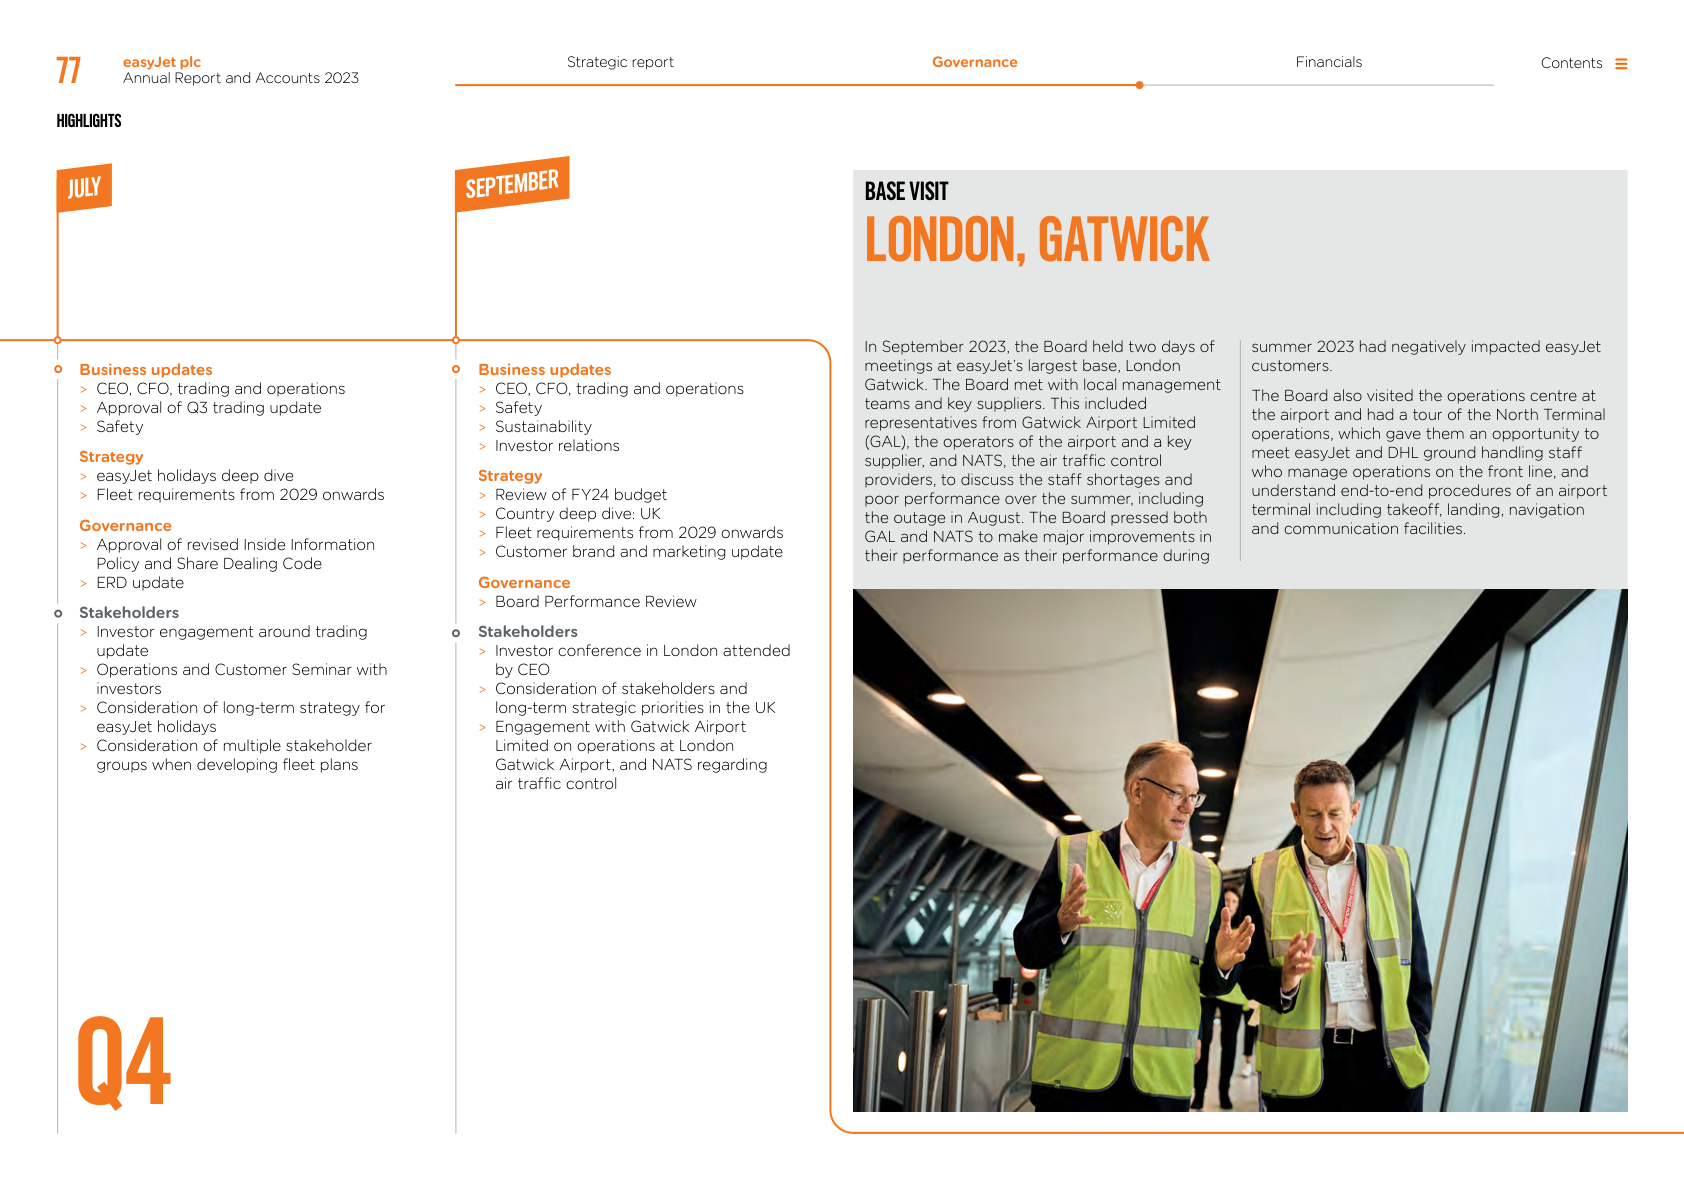 77
easyJet plc
Annual Report and Accounts 2023
Strategic report
Governance
Financials
Contents
HIGHLIGHTS
JULY
Business updates
> CEO, CFO, trading and operations
> Approval of Q3 trading update
> Safety
Strategy
> easyJet holidays deep dive
> Fleet requirements from 2029 onwards
Governance
> Approval of revised Inside Information
Policy and Share Dealing Code
> ERD update
Stakeholders
> Investor engagement around trading
update
> Operations and Customer Seminar with
investors
> Consideration of long-term strategy for
easyJet holidays
> Consideration of multiple stakeholder
groups when developing fleet plans
Q4
SEPTEMBER
Business updates
> CEO, CFO, trading and operations
> Safety
> Sustainability
> Investor relations
Strategy
> Review of FY24 budget
> Country deep dive: UK
> Fleet requirements from 2029 onwards
> Customer brand and marketing update
Governance
> Board Performance Review
Stakeholders
> Investor conference in London attended
by CEO
> Consideration of stakeholders and
long-term strategic priorities in the UK
> Engagement with Gatwick Airport
Limited on operations at London
Gatwick Airport, and NATS regarding
air traffic control
BASE VISIT
LONDON, GATWICK
In September 2023, the Board held two days of
meetings at easyJet's largest base, London
Gatwick. The Board met with local management
teams and key suppliers. This included
representatives from Gatwick Airport Limited
(GAL), the operators of the airport and a key
supplier, and NATS, the air traffic control
providers, to discuss the staff shortages and
poor performance over the summer, including
the outage in August. The Board pressed both
GAL and NATS to make major improvements in
their performance as their performance during
summer 2023 had negatively impacted easyJet
customers.
The Board also visited the operations centre at
the airport and had a tour of the North Terminal
operations, which gave them an opportunity to
meet easyJet and DHL ground handling staff
who manage operations on the front line, and
understand end-to-end procedures of an airport
terminal including takeoff, landing, navigation
and communication facilities.